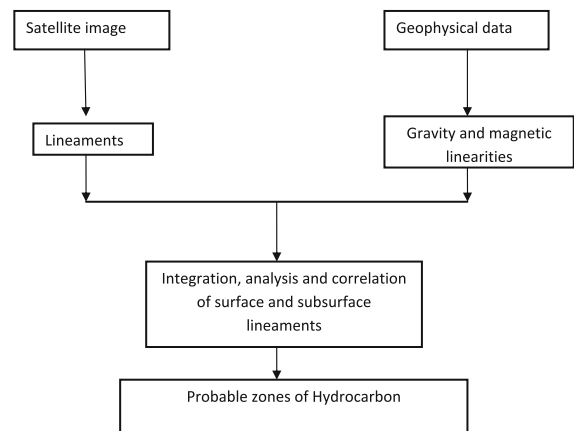 Satellite image
Geophysical data
Lineaments
Gravity and magnetic
linearities
Integration, analysis and correlation
of surface and subsurface
lineaments
Probable zones of Hydrocarbon